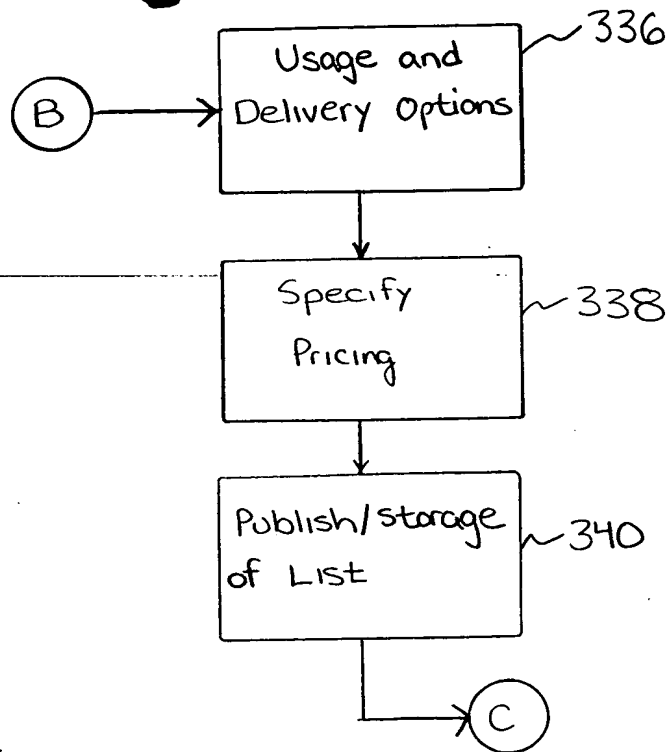 336
Usage and
B
Delivery Options
Specify
338
Pricing
Publish/storage
340
of List
C